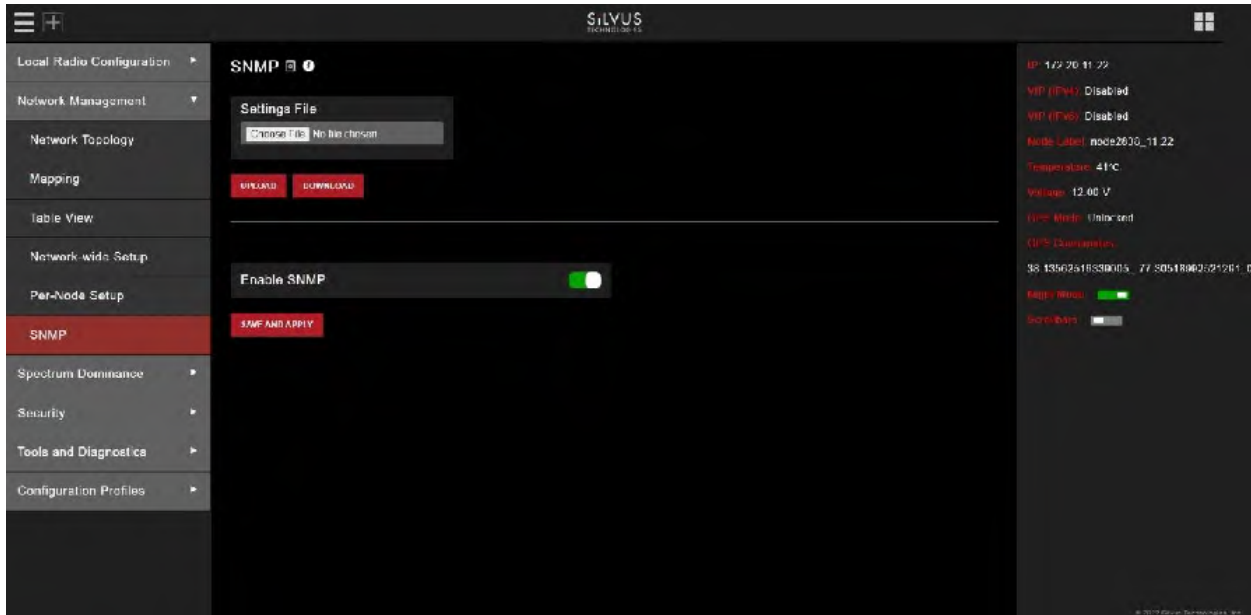 SiLVUS
TECHNOLOGIES
Local Radio Configuration
Network Management
Network Topology
Mapping
Table View
Network-wide Setup
Per-Node Setup
SNMP
Spectrum Dominance
Security
Tools and Diagnostics
Configuration Profiles
SNMP
Settings File
Choose File No file chosen
UPLOAD DOWNLOAD
Enable SNMP
SAVE AND APPLY
IP: 172.20.11.22
VIP (IPv4): Disabled
VIP (IPv6): Disabled
Node Label: node2836_11.22
Temperature: 41°C
Voltage: 12.00 V
GPS Mode: Unlocked
GPS Coordinates:
Night Mode: